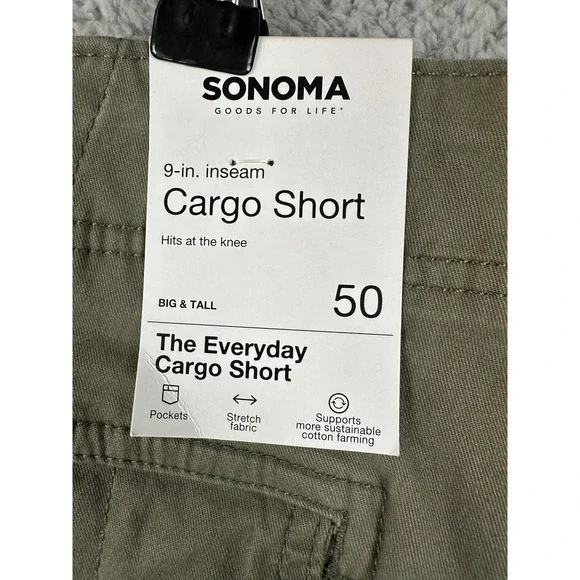 SONOMA
GOODS FOR LIFE®
9-in. inseam
Cargo Short
Hits at the knee
BIG & TALL
50
The Everyday
Cargo Short
Pockets
Stretch
fabric
Supports
more sustainable
cotton farming